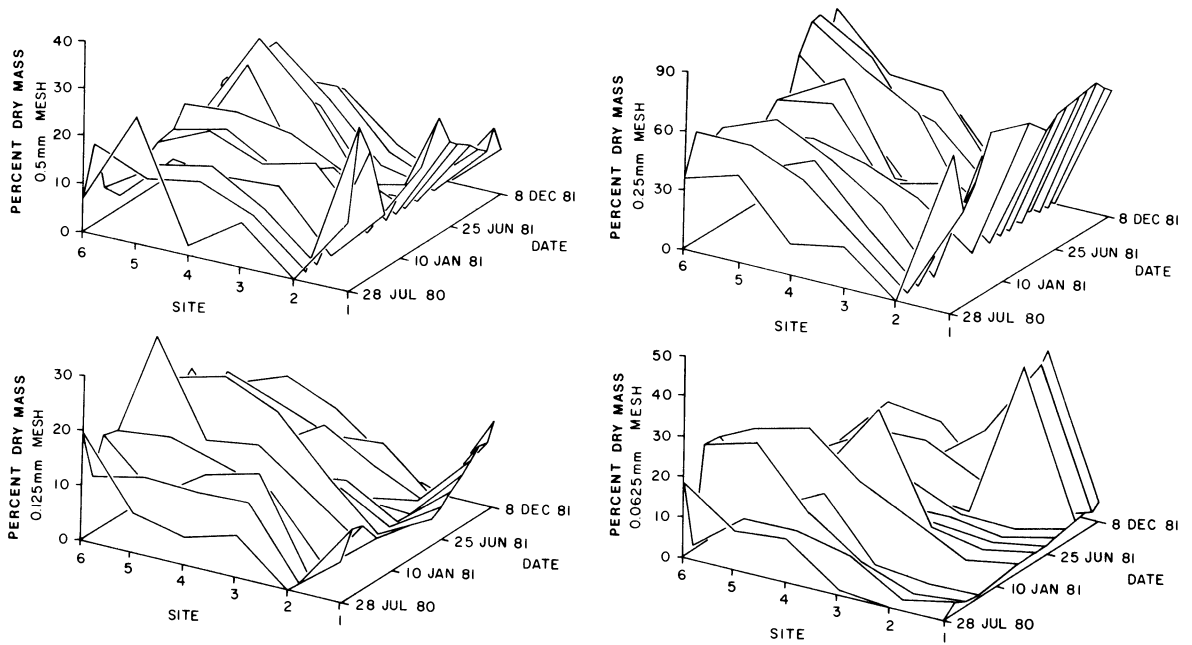 PERCENT DRY MASS
0.5mm MESH
40
30
20
10
0
6
5
4
3
2
1
SITE
28 JUL 80
10 JAN 81
25 JUN 81
8 DEC 81
DATE
PERCENT DRY MASS
0.25mm MESH
90
60
30
0
6
5
4
3
2
1
SITE
28 JUL 80
10 JAN 81
25 JUN 81
8 DEC 81
DATE
PERCENT DRY MASS
0.125mm MESH
30
20
10
0
6
5
4
3
2
1
SITE
28 JUL 80
10 JAN 81
25 JUN 81
8 DEC 81
DATE
PERCENT DRY MASS
0.0625mm MESH
50
40
30
20
10
0
6
5
4
3
2
1
SITE
28 JUL 80
10 JAN 81
25 JUN 81
8 DEC 81
DATE